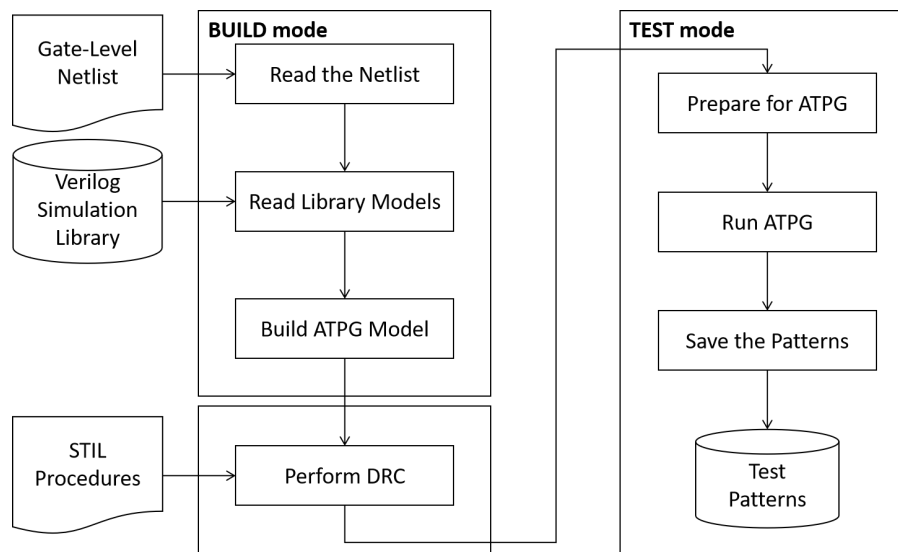 BUILD mode
Gate-Level
Netlist
Read the Netlist
Verilog
Simulation
Library
Read Library Models
Build ATPG Model
STIL
Procedures
Perform DRC
TEST mode
Prepare for ATPG
Run ATPG
Save the Patterns
Test
Patterns